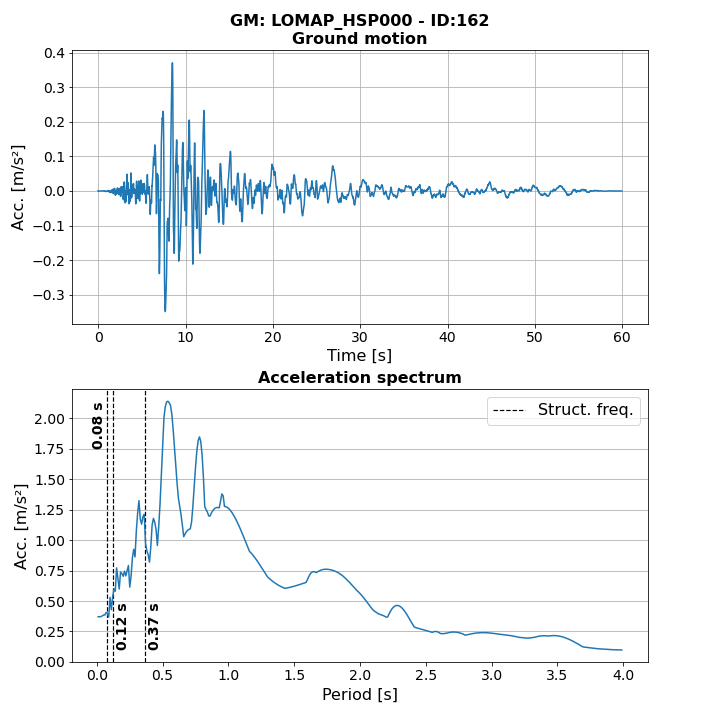 GM: LOMAP_HSP000 - ID:162
Ground motion
0.4
0.3
0.2
0.1
0.0
−0.1
−0.2
−0.3
Acc. [m/s²]
0 10 20 30 40 50 60
Time [s]
Acceleration spectrum
2.00
1.75
1.50
1.25
1.00
0.75
0.50
0.25
0.00
Acc. [m/s²]
Struct. freq.
0.08 s
0.12 s
0.37 s
0.0 0.5 1.0 1.5 2.0 2.5 3.0 3.5 4.0
Period [s]